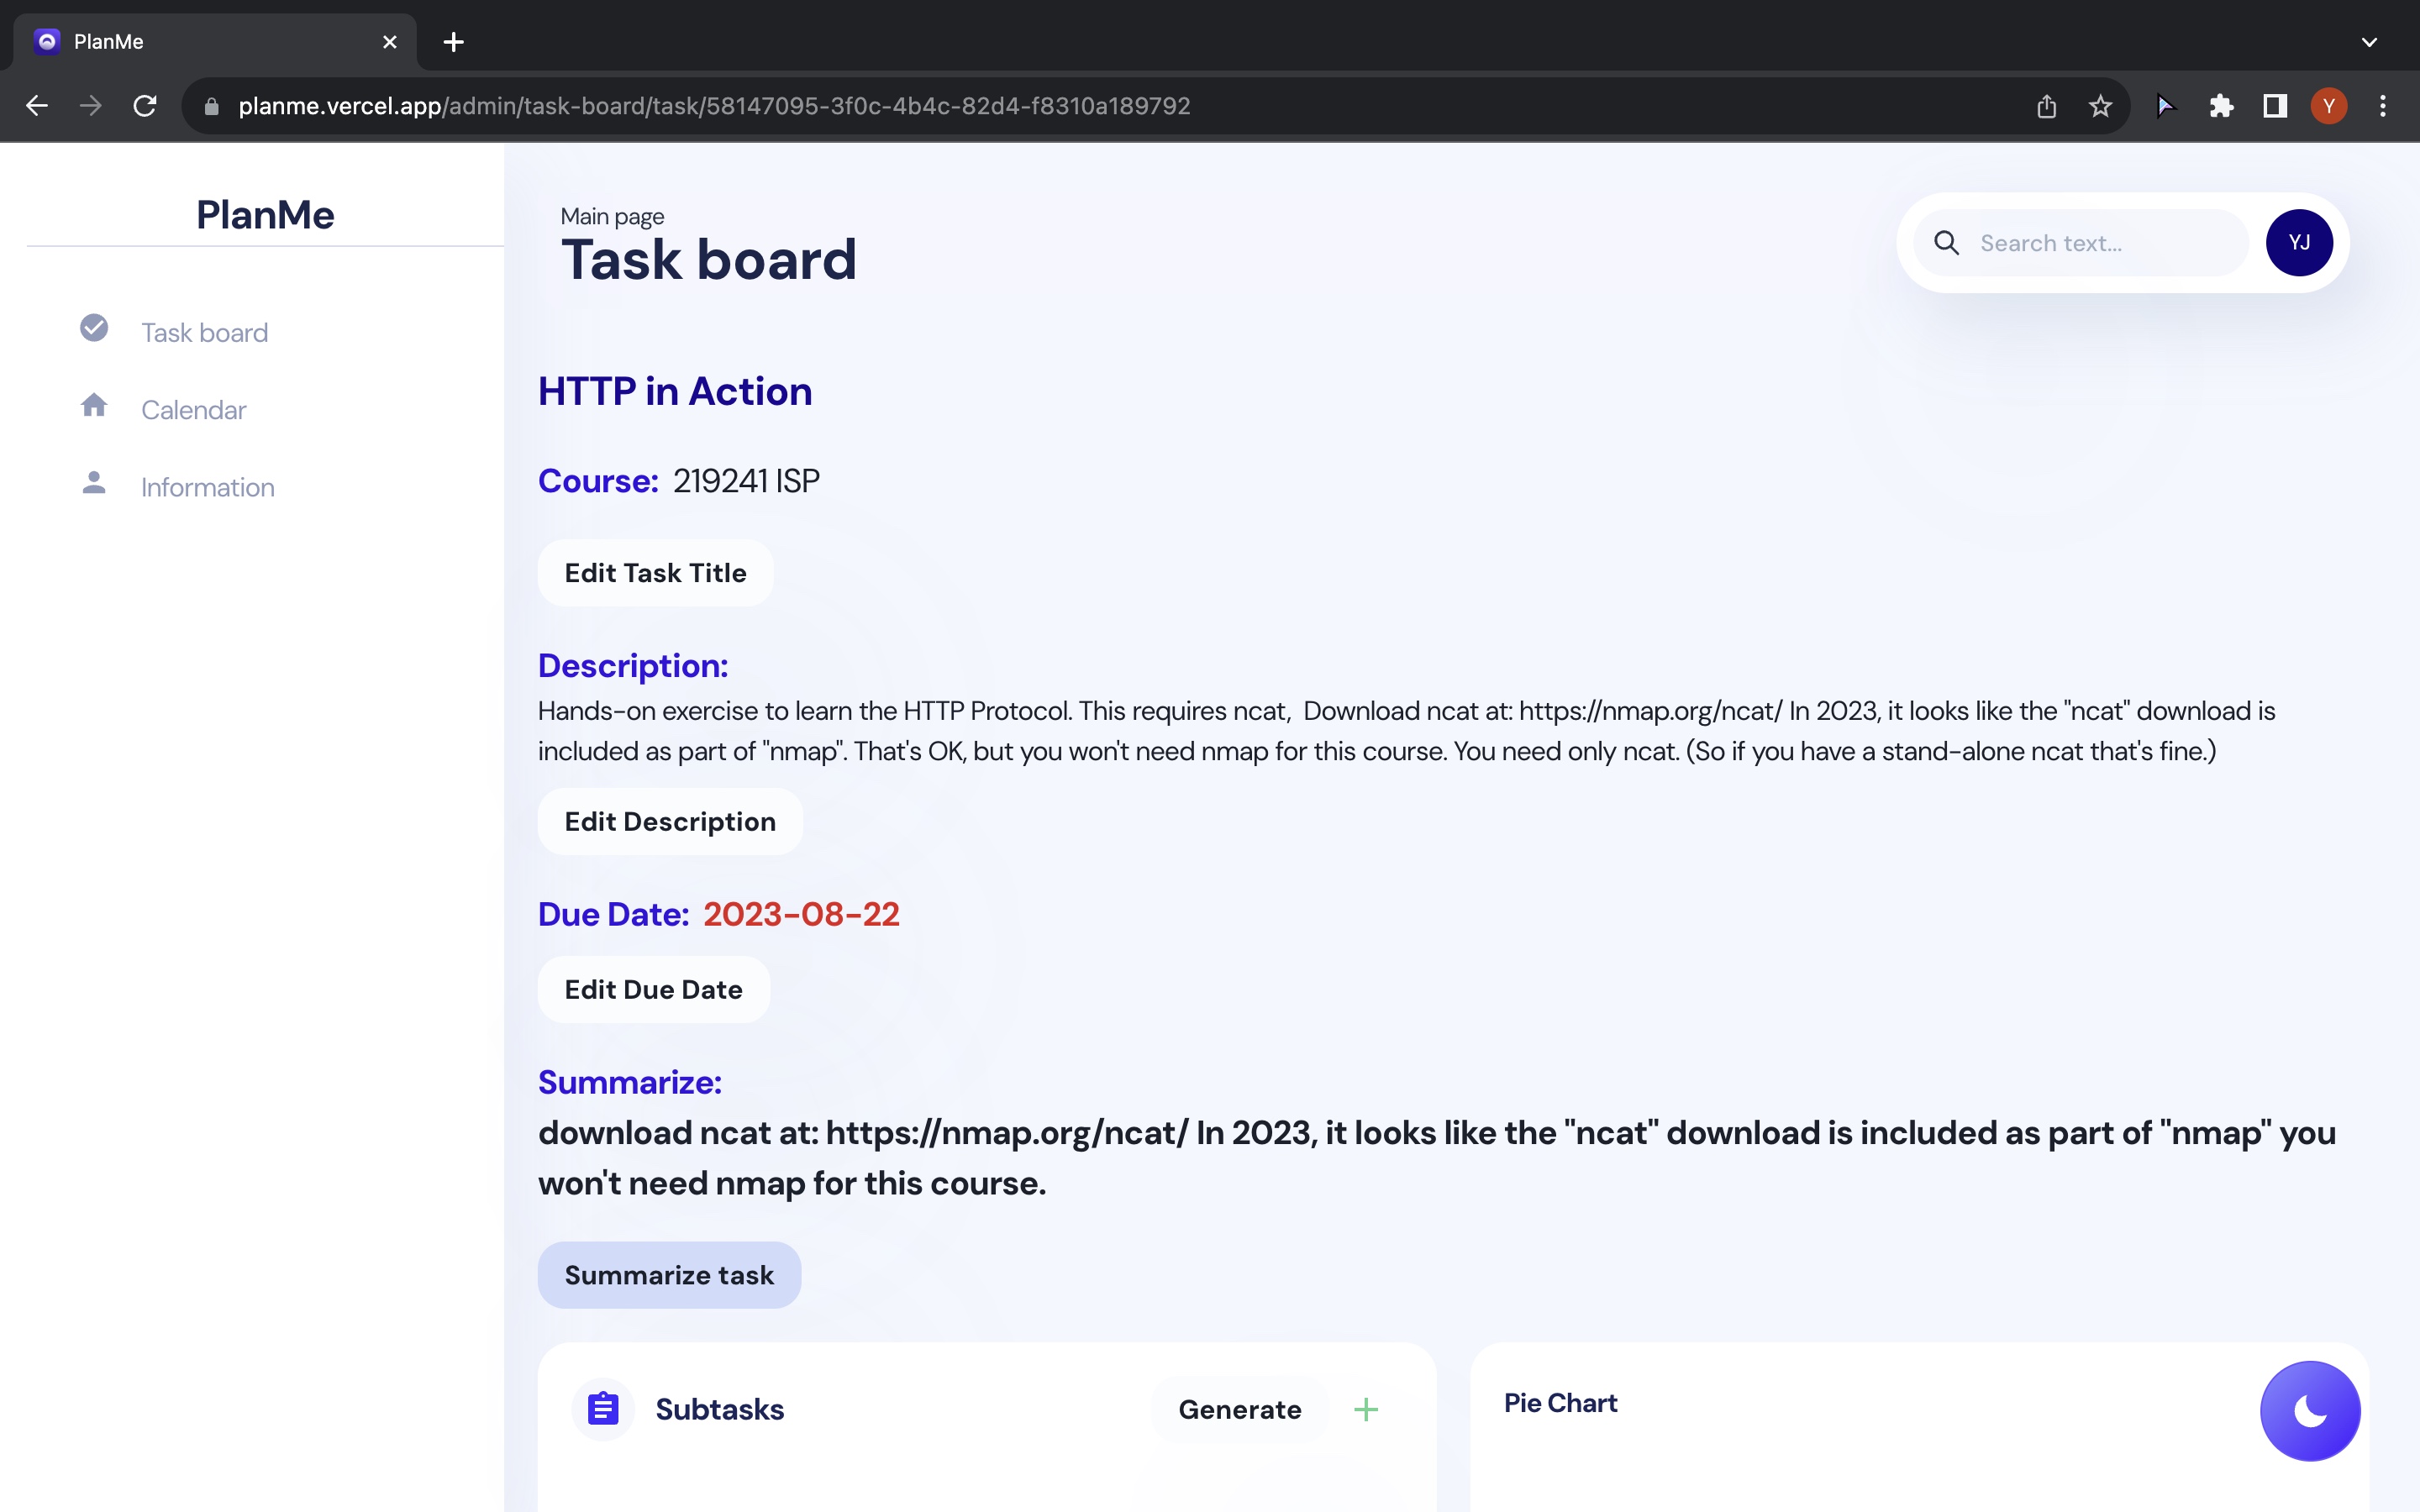 PlanMe
planme.vercel.app/admin/task-board/task/58147095-3f0c-4b4c-82d4-f8310a189792
Y
PlanMe
Task board
Calendar
Information
Main page
Task board
Search text...
YJ
HTTP in Action
Course: 219241 ISP
Edit Task Title
Description:
Hands-on exercise to learn the HTTP Protocol. This requires ncat,  Download ncat at: https://nmap.org/ncat/ In 2023, it looks like the "ncat" download is
included as part of "nmap". That's OK, but you won't need nmap for this course. You need only ncat. (So if you have a stand-alone ncat that's fine.)
Edit Description
Due Date: 2023-08-22
Edit Due Date
Summarize:
download ncat at: https://nmap.org/ncat/ In 2023, it looks like the "ncat" download is included as part of "nmap" you
won't need nmap for this course.
Summarize task
Subtasks
Generate
Pie Chart